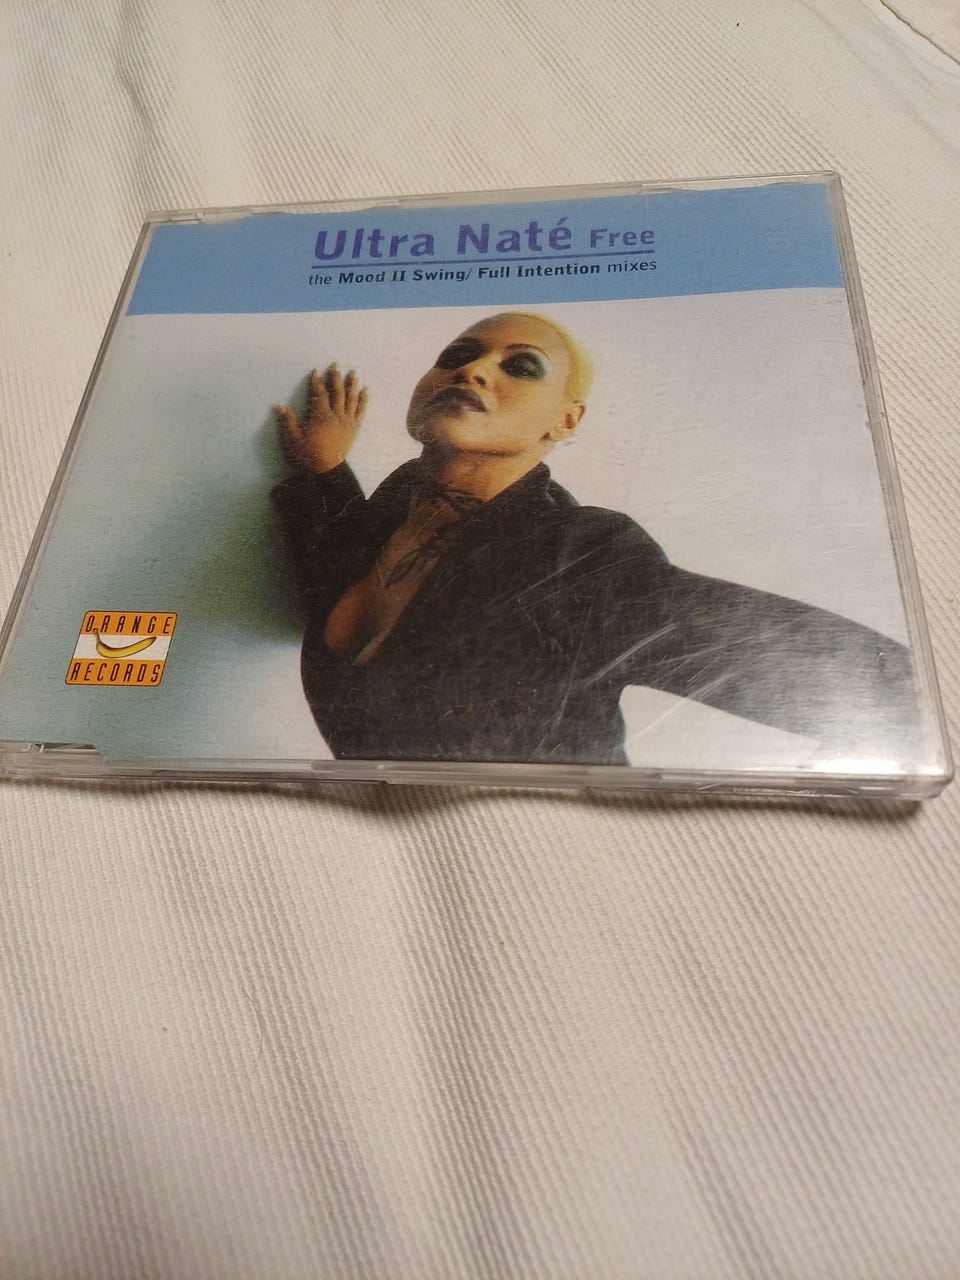 Ultra Naté Free
the Mood II Swing/ Full Intention mixes
ORANGE
RECORDS